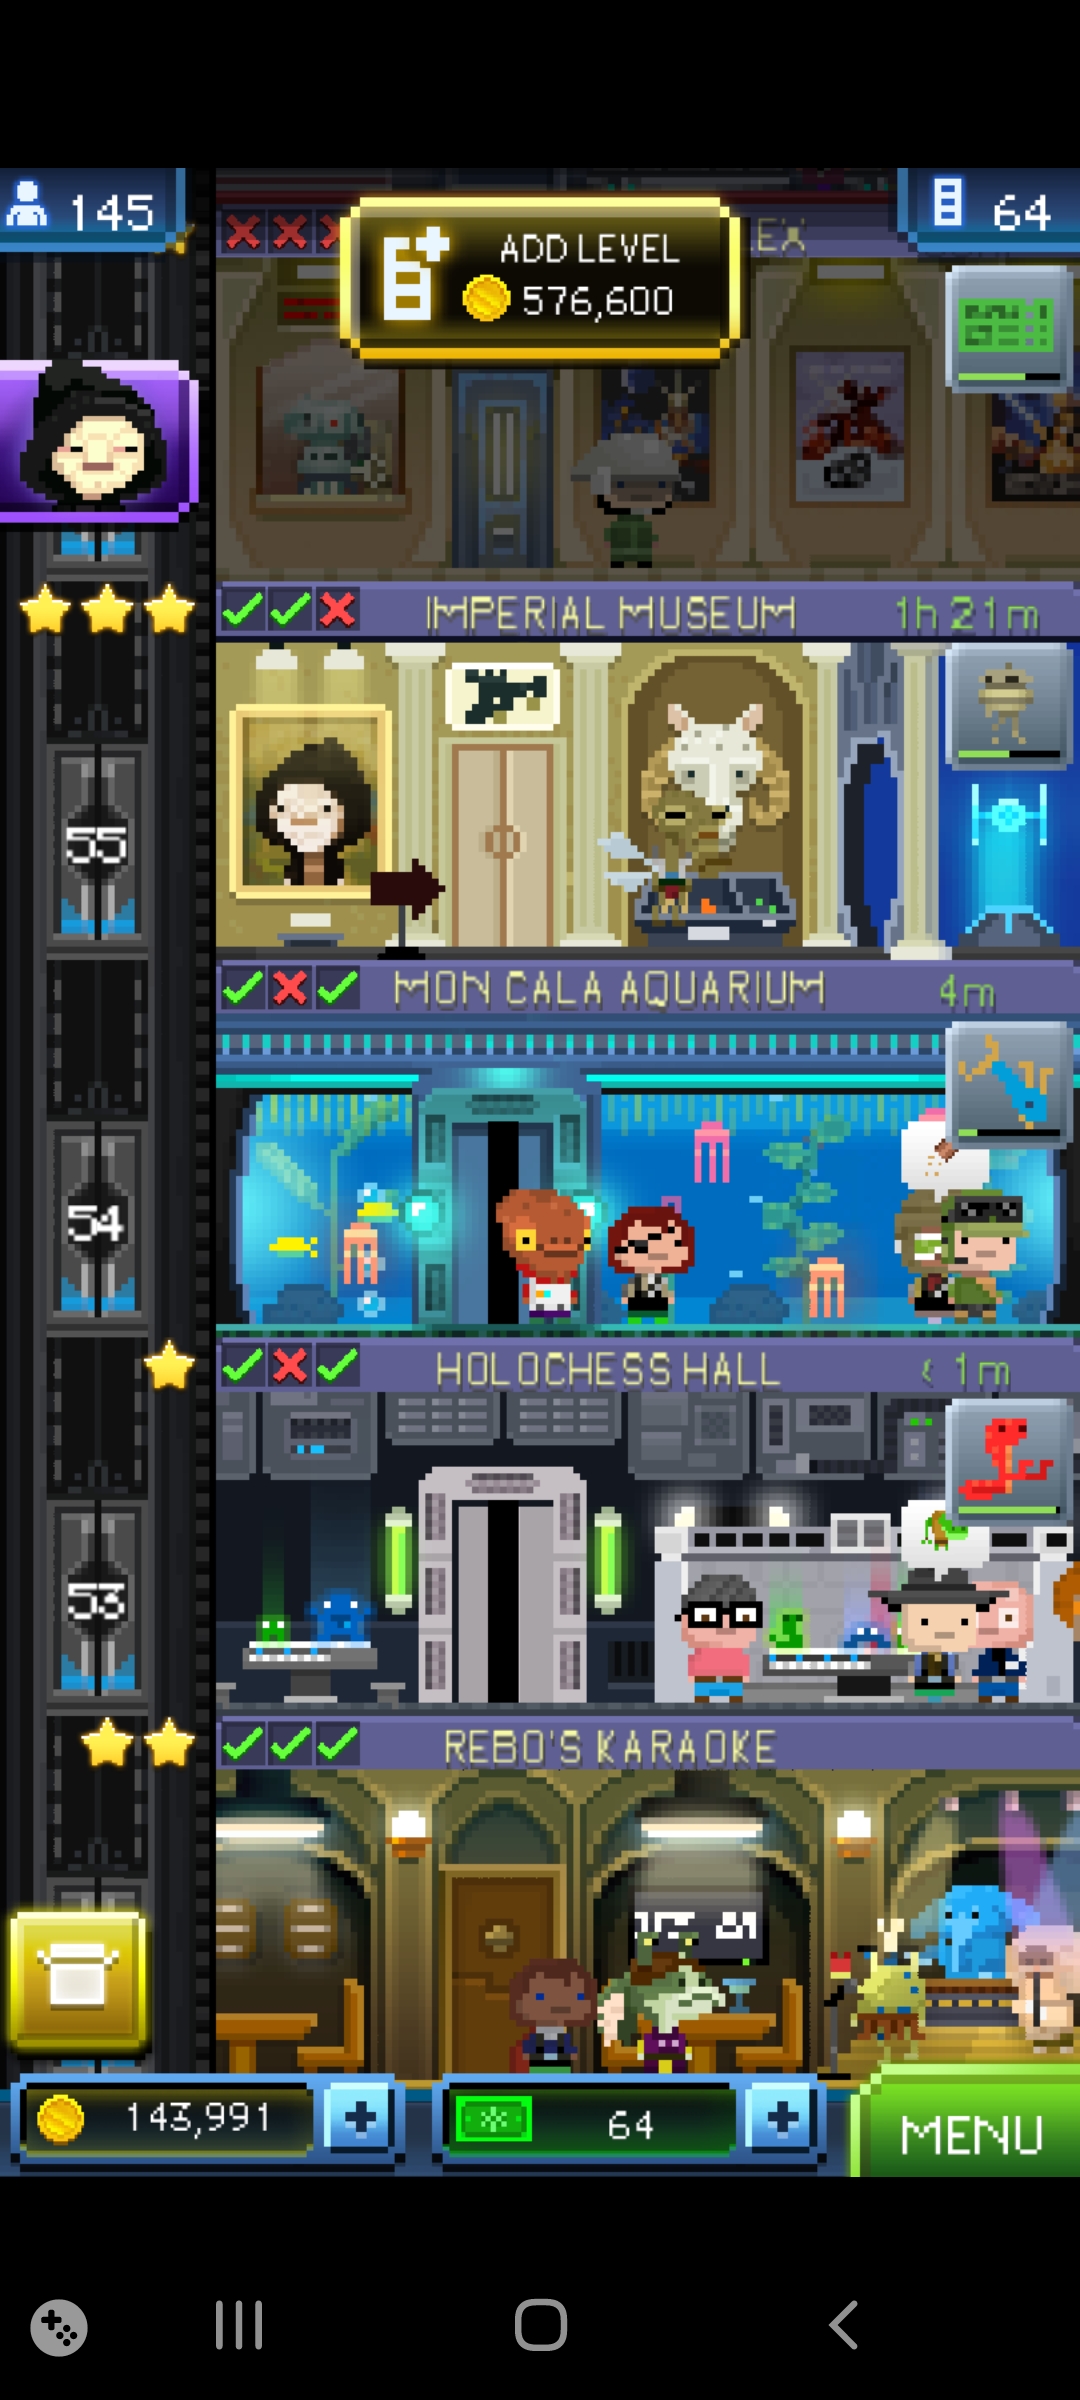 145
ADD LEVEL
576,600
EX
64
IMPERIAL MUSEUM 1h 21m
55
MON CALA AQUARIUM 4m
54
HOLOCHESS HALL < 1m
53
REBO'S KARAOKE
143,991
64
MENU